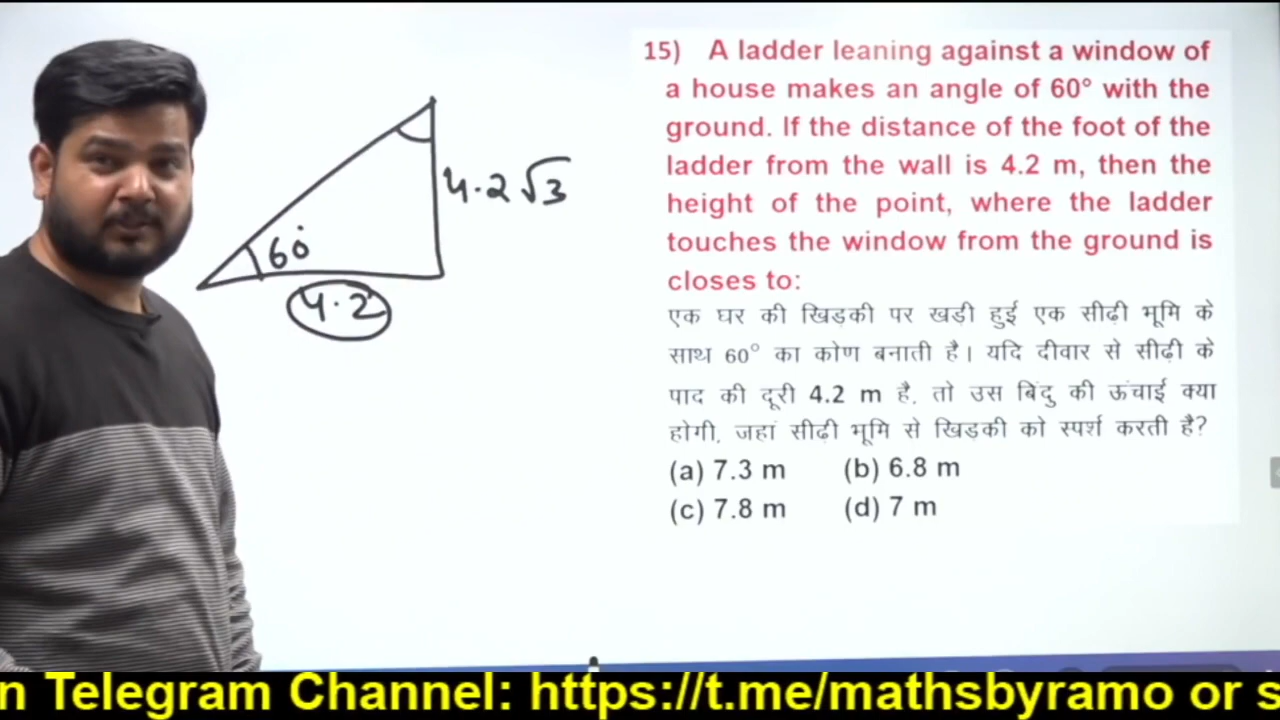 15) A ladder leaning against a window of
a house makes an angle of 60° with the
ground. If the distance of the foot of the
ladder from the wall is 4.2 m, then the
height of the point, where the ladder
touches the window from the ground is
closes to:
एक घर की खिड़की पर खड़ी हुई एक सीढ़ी भूमि के
साथ 60° का कोण बनाती है। यदि दीवार से सीढ़ी के
पाद की दूरी 4.2 m है, तो उस बिंदु की ऊंचाई क्या
होगी, जहां सीढ़ी भूमि से खिड़की को स्पर्श करती है?
(a) 7.3 m (b) 6.8 m
(c) 7.8 m (d) 7 m
4.2√3
60°
4.2
n Telegram Channel: https://t.me/mathsbyramo or s